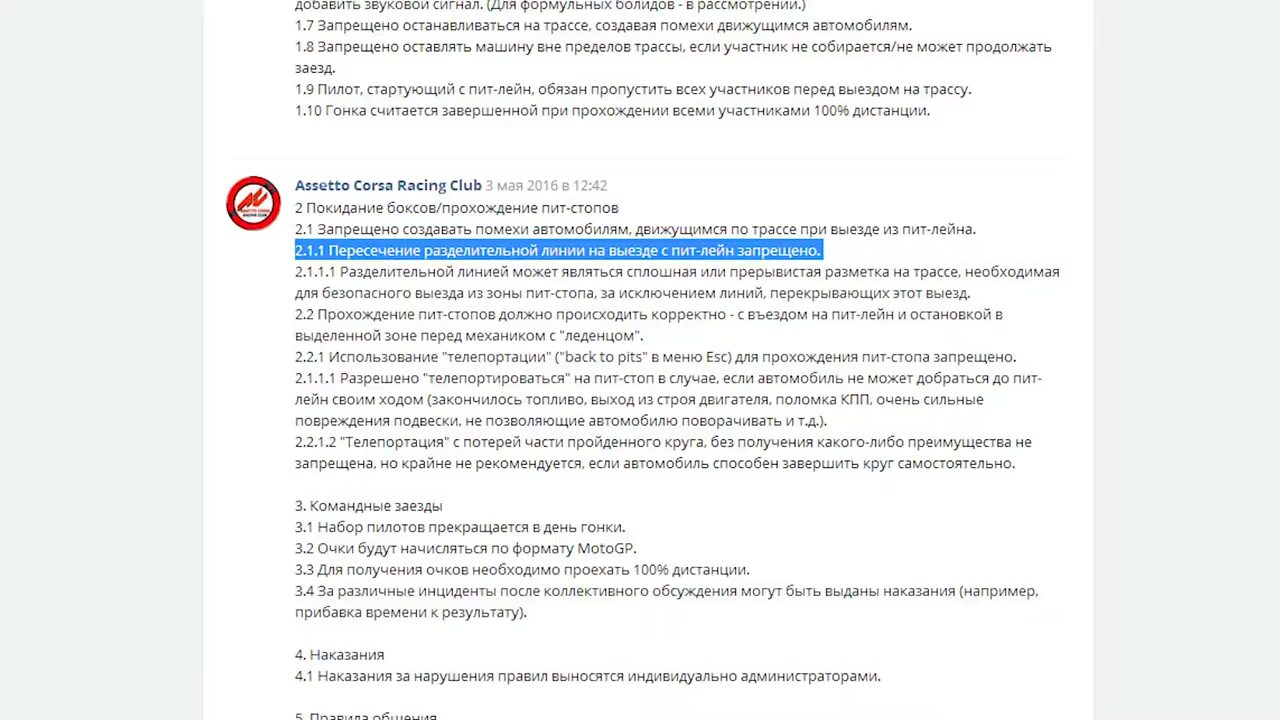 добавить звуковой сигнал. (Для формульных болидов - в рассмотрении.)
1.7 Запрещено останавливаться на трассе, создавая помехи движущимся автомобилям.
1.8 Запрещено оставлять машину вне пределов трассы, если участник не собирается/не может продолжать
заезд.
1.9 Пилот, стартующий с пит-лейн, обязан пропустить всех участников перед выездом на трассу.
1.10 Гонка считается завершенной при прохождении всеми участниками 100% дистанции.
Assetto Corsa Racing Club 3 мая 2016 в 12:42
2 Покидание боксов/прохождение пит-стопов
2.1 Запрещено создавать помехи автомобилям, движущимся по трассе при выезде из пит-лейна.
2.1.1 Пересечение разделительной линии на выезде с пит-лейн запрещено.
2.1.1.1 Разделительной линией может являться сплошная или прерывистая разметка на трассе, необходимая
для безопасного выезда из зоны пит-стопа, за исключением линий, перекрывающих этот выезд.
2.2 Прохождение пит-стопов должно происходить корректно - с въездом на пит-лейн и остановкой в
выделенной зоне перед механиком с "леденцом".
2.2.1 Использование "телепортации" ("back to pits" в меню Esc) для прохождения пит-стопа запрещено.
2.1.1.1 Разрешено "телепортироваться" на пит-стоп в случае, если автомобиль не может добраться до пит-
лейн своим ходом (закончилось топливо, выход из строя двигателя, поломка КПП, очень сильные
повреждения подвески, не позволяющие автомобилю поворачивать и т.д.).
2.2.1.2 "Телепортация" с потерей части пройденного круга, без получения какого-либо преимущества не
запрещена, но крайне не рекомендуется, если автомобиль способен завершить круг самостоятельно.
3. Командные заезды
3.1 Набор пилотов прекращается в день гонки.
3.2 Очки будут начисляться по формату MotoGP.
3.3 Для получения очков необходимо проехать 100% дистанции.
3.4 За различные инциденты после коллективного обсуждения могут быть выданы наказания (например,
прибавка времени к результату).
4. Наказания
4.1 Наказания за нарушения правил выносятся индивидуально администраторами.
5. Правила общения